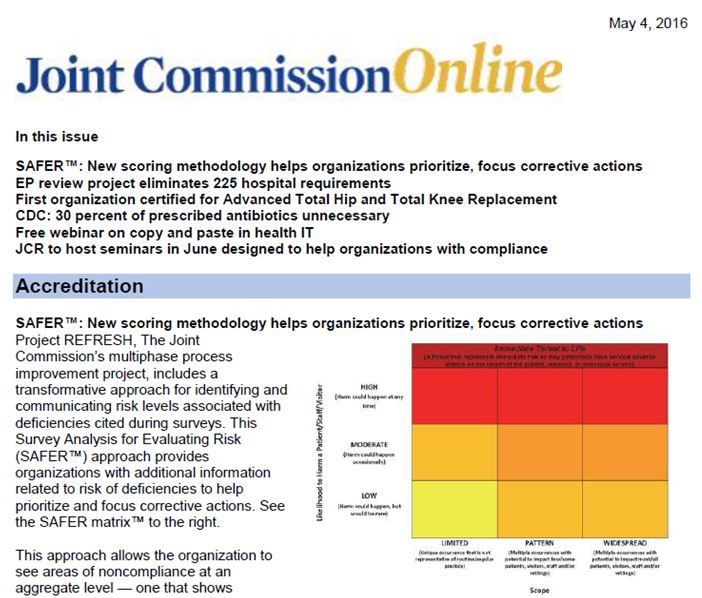 May 4, 2016
Joint Commission Online
In this issue
SAFER™: New scoring methodology helps organizations prioritize, focus corrective actions
EP review project eliminates 225 hospital requirements
First organization certified for Advanced Total Hip and Total Knee Replacement
CDC: 30 percent of prescribed antibiotics unnecessary
Free webinar on copy and paste in health IT
JCR to host seminars in June designed to help organizations with compliance
Accreditation
SAFER™: New scoring methodology helps organizations prioritize, focus corrective actions
Project REFRESH, The Joint
Commission’s multiphase process
improvement project, includes a
transformative approach for identifying and
communicating risk levels associated with
deficiencies cited during surveys. This
Survey Analysis for Evaluating Risk
(SAFER™) approach provides
organizations with additional information
related to risk of deficiencies to help
prioritize and focus corrective actions. See
the SAFER matrix™ to the right.
This approach allows the organization to
see areas of noncompliance at an
aggregate level — one that shows
Immediate Threat to Life
(A threat that represents immediate risk or may potentially have serious adverse
effects on the health of the patient, resident, or individual served)
Likelihood to Harm a Patient/Staff/Visitor
HIGH
(Harm could happen at any
time)
MODERATE
(Harm could happen
occasionally)
LOW
(Harm could happen, but
would be rare)
LIMITED
(Unique occurrence that is not
representative of routine/regular
practice)
PATTERN
(Multiple occurrences with
potential to impact few/some
patients, visitors, staff and/or
settings)
WIDESPREAD
(Multiple occurrences with
potential to impact most/all
patients, visitors, staff and/or
settings)
Scope